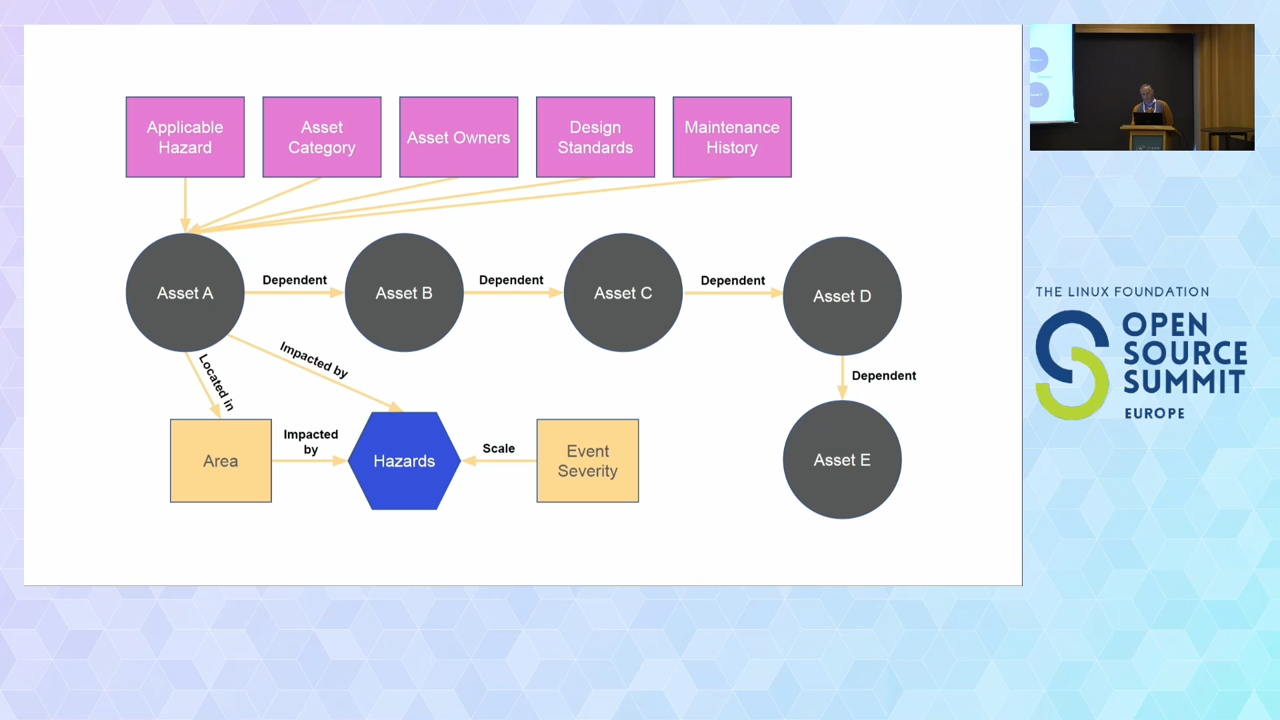 Applicable
Hazard
Asset
Category
Asset Owners
Design
Standards
Maintenance
History
Asset A
Dependent
Asset B
Dependent
Asset C
Dependent
Asset D
Located in
Impacted by
Dependent
Area
Impacted
by
Hazards
Scale
Event
Severity
Asset E
THE LINUX FOUNDATION
OPEN
SOURCE
SUMMIT
EUROPE